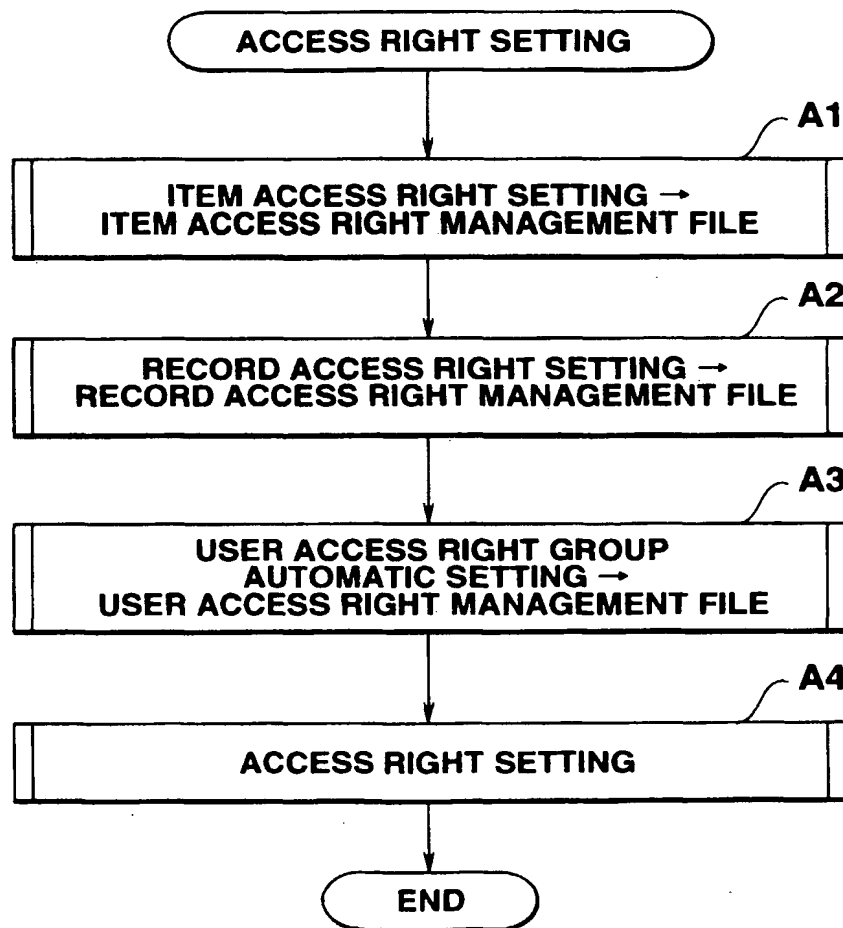 ACCESS RIGHT SETTING
A1
ITEM ACCESS RIGHT SETTING →
ITEM ACCESS RIGHT MANAGEMENT FILE
A2
RECORD ACCESS RIGHT SETTING →
RECORD ACCESS RIGHT MANAGEMENT FILE
A3
USER ACCESS RIGHT GROUP
AUTOMATIC SETTING →
USER ACCESS RIGHT MANAGEMENT FILE
A4
ACCESS RIGHT SETTING
END